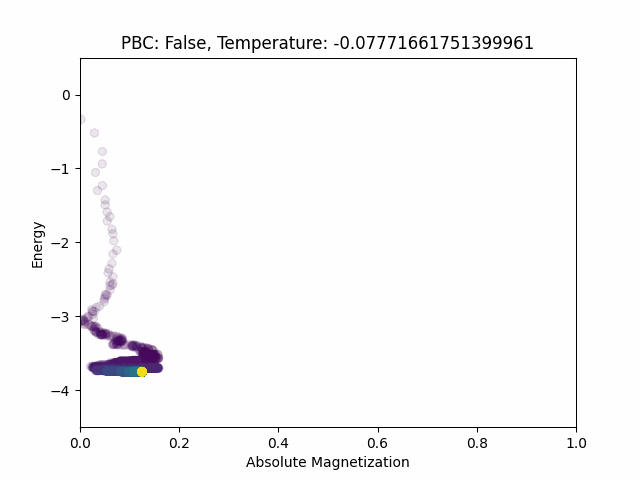 PBC: False, Temperature: -0.07771661751399961
0
−1
−2
−3
−4
Energy
0.0 0.2 0.4 0.6 0.8 1.0
Absolute Magnetization